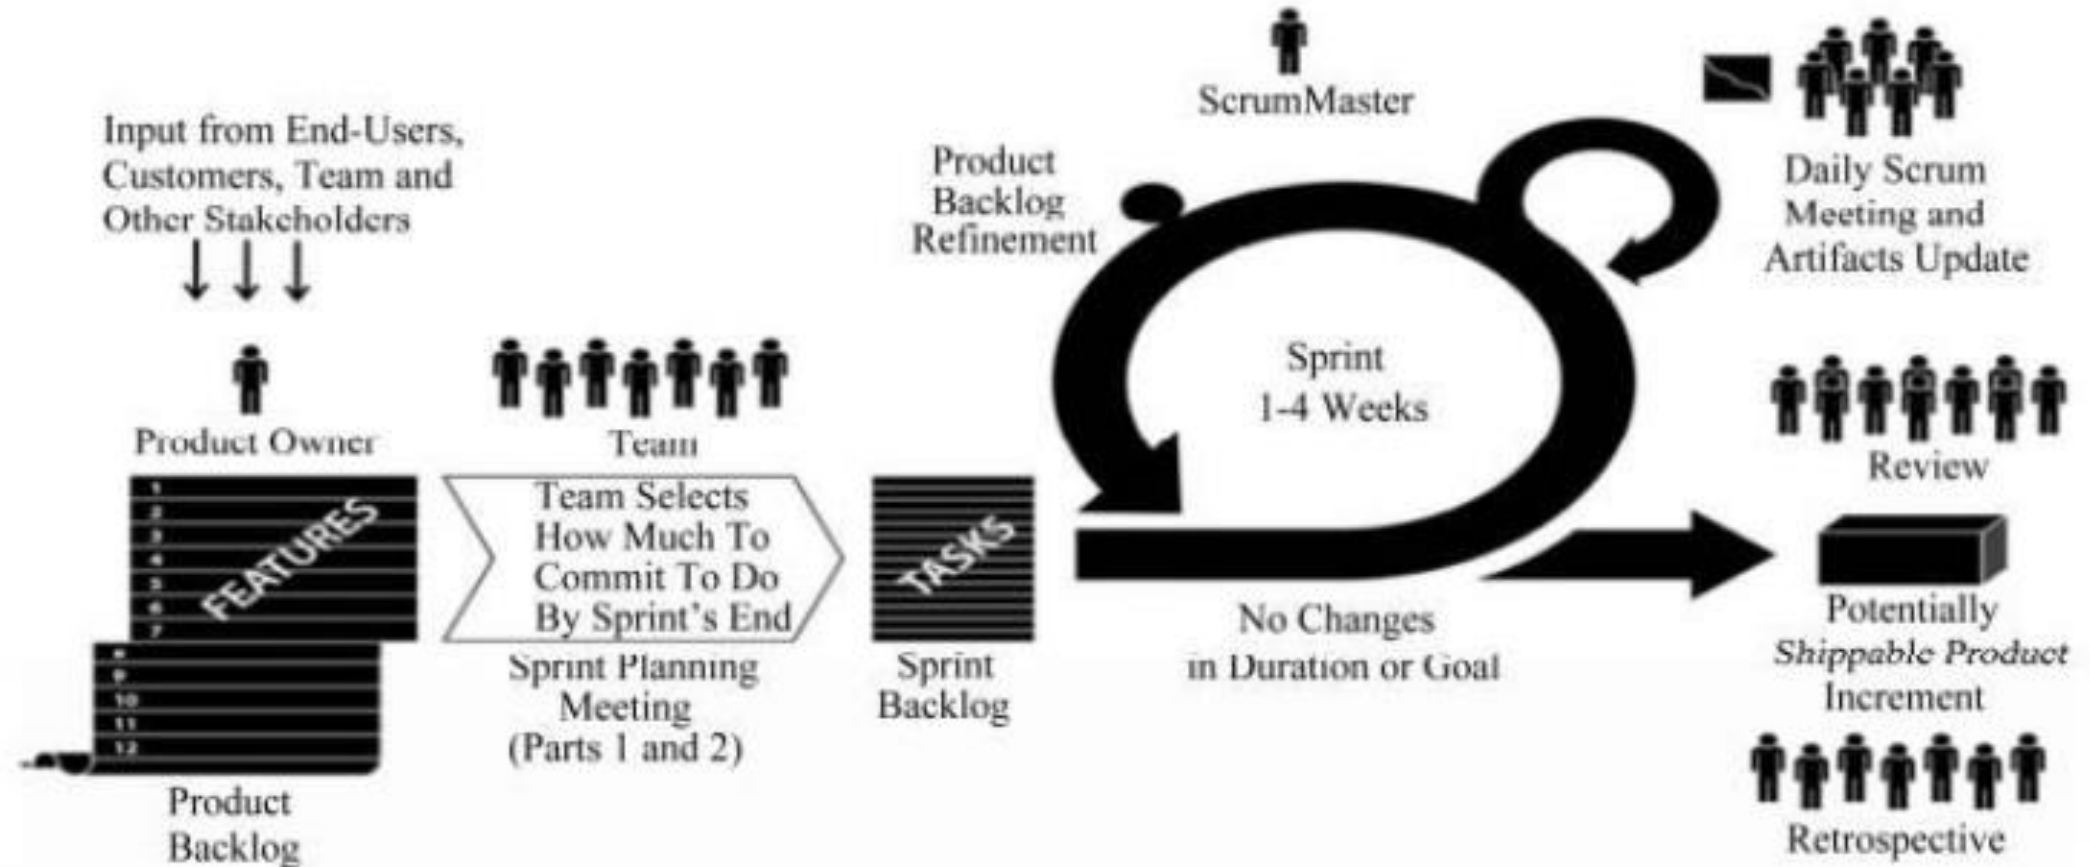 Input from End-Users,
Customers, Team and
Other Stakeholders
Product Owner
1
2
3
4
5
6
7
FEATURES
8
9
10
11
12
Product
Backlog
Team
Team Selects
How Much To
Commit To Do
By Sprint's End
Sprint Planning
Meeting
(Parts 1 and 2)
TASKS
Sprint
Backlog
ScrumMaster
Product
Backlog
Refinement
Sprint
1-4 Weeks
No Changes
in Duration or Goal
Daily Scrum
Meeting and
Artifacts Update
Review
Potentially
Shippable Product
Increment
Retrospective